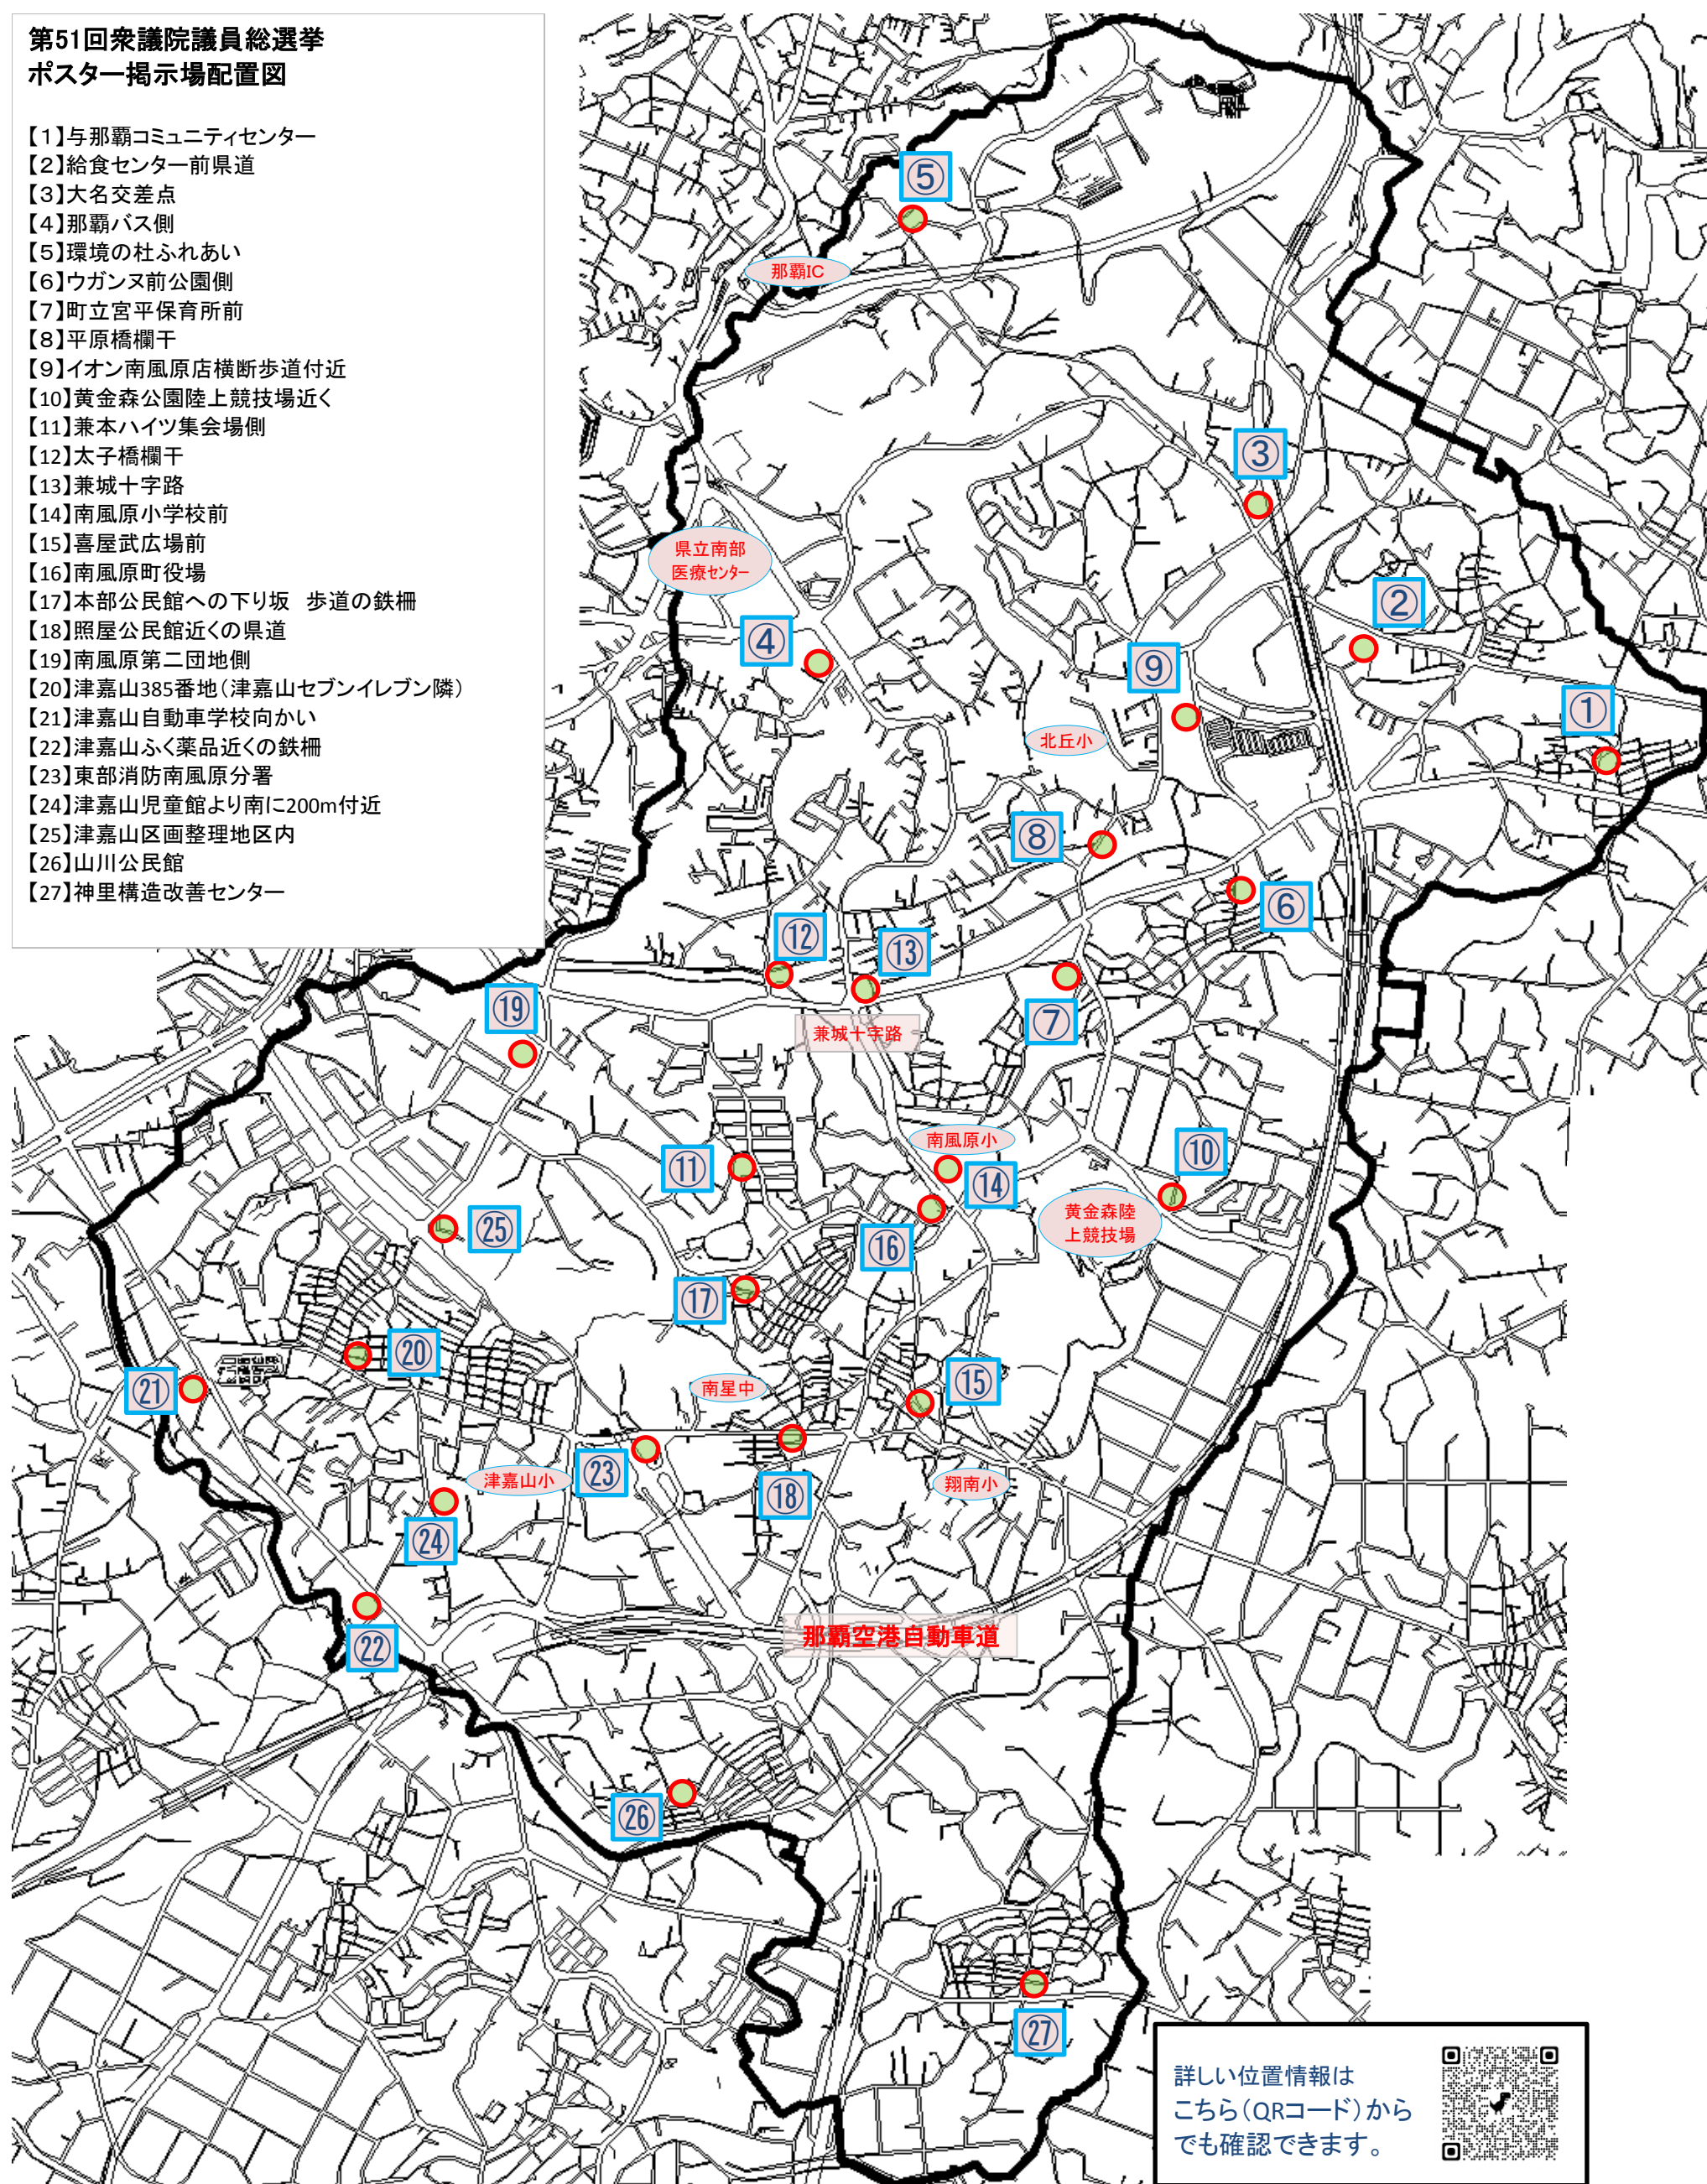 第51回衆議院議員総選挙
ポスター掲示場配置図
【1】与那覇コミュニティセンター
【2】給食センター前県道
【3】大名交差点
【4】那覇バス側
【5】環境の杜ふれあい
【6】ウガンヌ前公園側
【7】町立宮平保育所前
【8】平原橋欄干
【9】イオン南風原店横断歩道付近
【10】黄金森公園陸上競技場近く
【11】兼本ハイツ集会場側
【12】太子橋欄干
【13】兼城十字路
【14】南風原小学校前
【15】喜屋武広場前
【16】南風原町役場
【17】本部公民館への下り坂　歩道の鉄柵
【18】照屋公民館近くの県道
【19】南風原第二団地側
【20】津嘉山385番地(津嘉山セブンイレブン隣)
【21】津嘉山自動車学校向かい
【22】津嘉山ふく薬品近くの鉄柵
【23】東部消防南風原分署
【24】津嘉山児童館より南に200m付近
【25】津嘉山区画整理地区内
【26】山川公民館
【27】神里構造改善センター
⑤
那覇IC
③
県立南部
医療センター
②
④
⑨
①
北丘小
⑧
⑥
⑫
⑬
⑲
⑦
兼城十字路
南風原小
⑩
⑪
⑭
黄金森陸
上競技場
㉕
⑯
⑰
⑳
㉑
南星中
⑮
津嘉山小
㉓
翔南小
⑱
㉔
那覇空港自動車道
㉒
㉖
㉗
詳しい位置情報は
こちら(QRコード)から
でも確認できます。